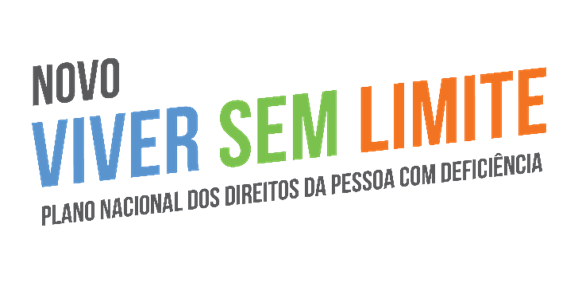 NOVO
VIVER SEM LIMITE
PLANO NACIONAL DOS DIREITOS DA PESSOA COM DEFICIÊNCIA